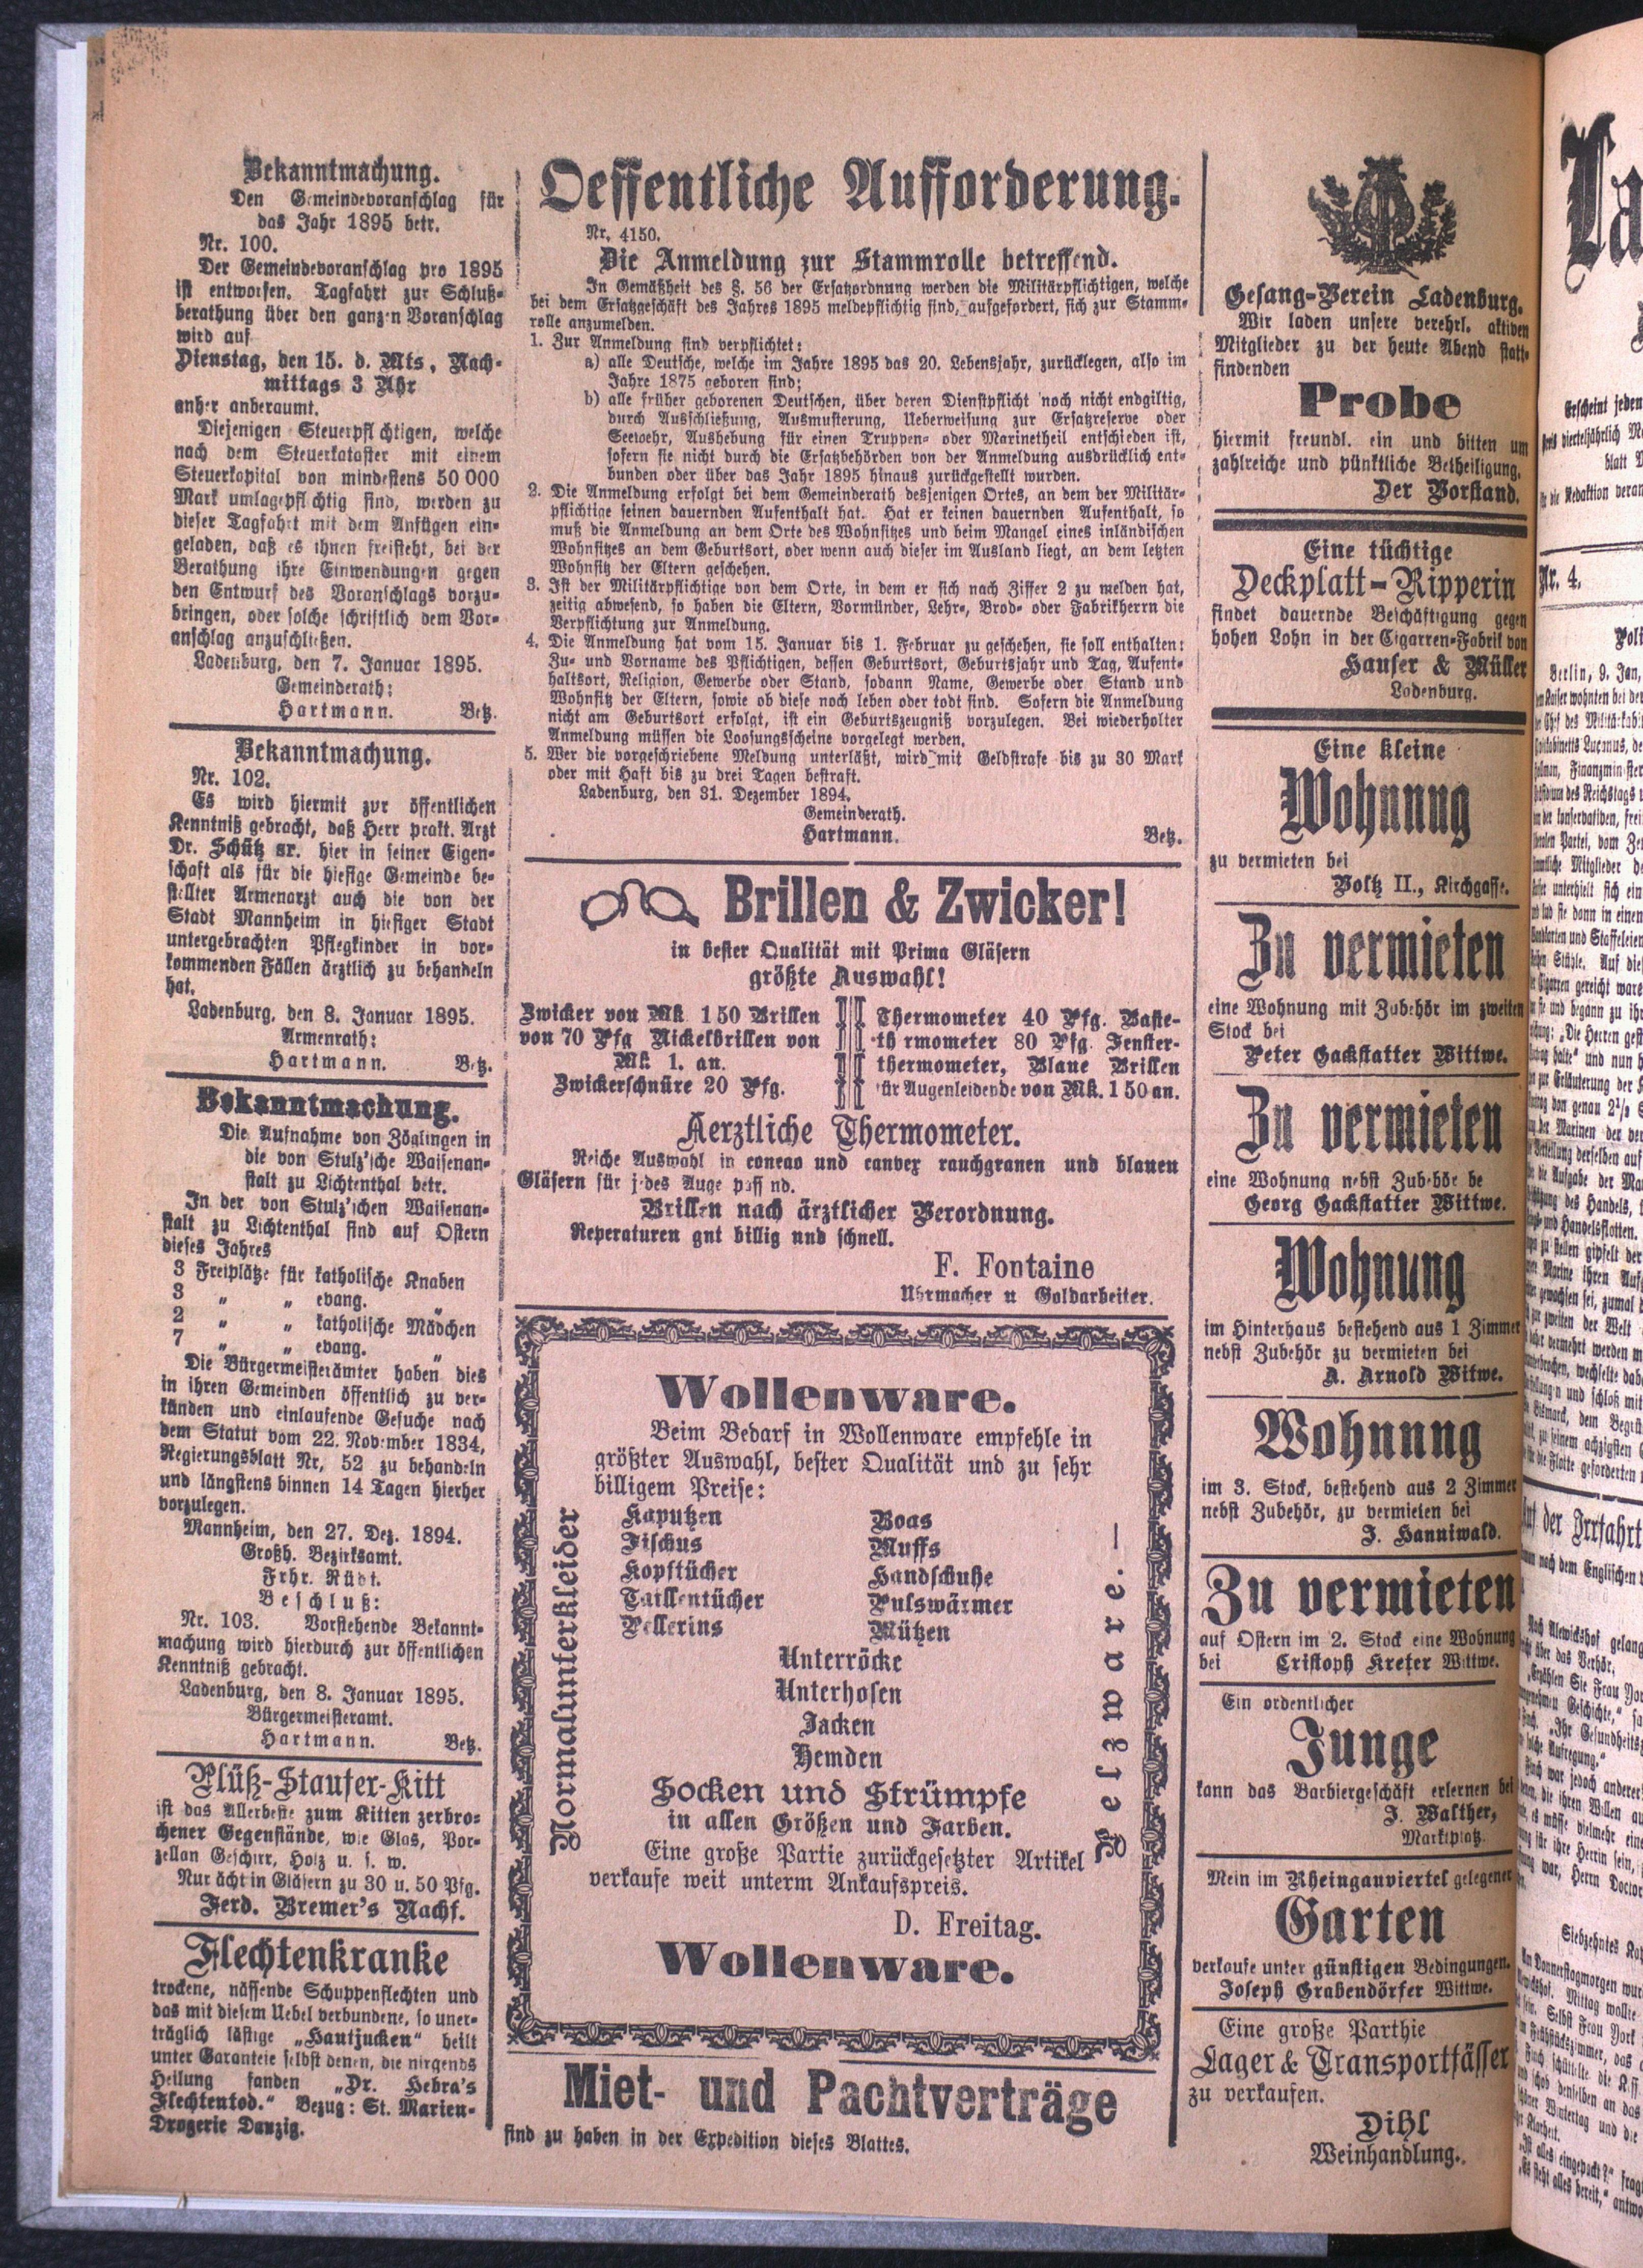 Bekanntmachung.
Den Gemeindevoranschlag für
das Jahr 1895 betr.
Nr. 100.
Der Gemeindevoranschlag pro 1895
ist entworfen. Tagfahrt zur Schluß-
berathung über den ganzen Voranschlag
wird auf
Dienstag, den 15. d. Mts., Nach-
mittags 3 Uhr
anher anberaumt.
Diejenigen Steuerpflichtigen, welche
nach dem Steuerkataster mit einem
Steuerkapital von mindestens 50 000
Mark umlagepflichtig sind, werden zu
dieser Tagfahrt mit dem Anfügen ein-
geladen, daß es ihnen freisteht, bei der
Berathung ihre Einwendungen gegen
den Entwurf des Voranschlags vorzu-
bringen, oder solche schriftlich dem Vor-
anschlag anzuschließen.
Ladenburg, den 7. Januar 1895.
Gemeinderath:
Hartmann. Betz.
Bekanntmachung.
Nr. 102.
Es wird hiermit zur öffentlichen
Kenntniß gebracht, daß Herr prakt. Arzt
Dr. Schütz sr. hier in seiner Eigen-
schaft als für die hiesige Gemeinde be-
stellter Armenarzt auch die von der
Stadt Mannheim in hiesiger Stadt
untergebrachten Pflegkinder in vor-
kommenden Fällen ärztlich zu behandeln
hat.
Ladenburg, den 8. Januar 1895.
Armenrath:
Hartmann. Betz.
Bekanntmachung.
Die Aufnahme von Zöglingen in
die von Stulz'sche Waisenan-
stalt zu Lichtenthal betr.
In der von Stulz'schen Waisenan-
stalt zu Lichtenthal sind auf Ostern
dieses Jahres
3 Freiplätze für katholische Knaben
3 " " evang. "
2 " " katholische Mädchen
7 " " evang. "
Die Bürgermeisterämter haben dies
in ihren Gemeinden öffentlich zu ver-
künden und einlaufende Gesuche nach
dem Statut vom 22. November 1834,
Regierungsblatt Nr. 52 zu behandeln
und längstens binnen 14 Tagen hierher
vorzulegen.
Mannheim, den 27. Dez. 1894.
Großh. Bezirksamt.
Frhr. Rüdt.
Beschluß:
Nr. 103. Vorstehende Bekannt-
machung wird hierdurch zur öffentlichen
Kenntniß gebracht.
Ladenburg, den 8. Januar 1895.
Bürgermeisteramt.
Hartmann. Betz.
Plüß-Staufer-Kitt
ist das Allerbeste zum Kitten zerbro-
chener Gegenstände, wie Glas, Por-
zellan Geschirr, Holz u. s. w.
Nur ächt in Gläsern zu 30 u. 50 Pfg.
Ferd. Bremer's Nachf.
Flechtenkranke
trockene, nässende Schuppenflechten und
das mit diesem Uebel verbundene, so uner-
träglich lästige „Hautjucken“ heilt
unter Garanteie selbst denen, die nirgends
Heilung fanden „Dr. Hebra's
Flechtentod.“ Bezug: St. Marien-
Drogerie Danzig.
Oeffentliche Aufforderung.
Nr. 4150.
Die Anmeldung zur Stammrolle betreffend.
In Gemäßheit des §. 56 der Ersatzordnung werden die Militärpflichtigen, welche
bei dem Ersatzgeschäft des Jahres 1895 meldepflichtig sind, aufgefordert, sich zur Stamm-
rolle anzumelden.
1. Zur Anmeldung sind verpflichtet:
a) alle Deutsche, welche im Jahre 1895 das 20. Lebensjahr, zurücklegen, also im
Jahre 1875 geboren sind;
b) alle früher geborenen Deutschen, über deren Dienstpflicht noch nicht endgiltig,
durch Ausschließung, Ausmusterung, Ueberweisung zur Ersatzreserve oder
Seewehr, Aushebung für einen Truppen- oder Marinetheil entschieden ist,
sofern sie nicht durch die Ersatzbehörden von der Anmeldung ausdrücklich ent-
bunden oder über das Jahr 1895 hinaus zurückgestellt wurden.
2. Die Anmeldung erfolgt bei dem Gemeinderath desjenigen Ortes, an dem der Militär-
pflichtige seinen dauernden Aufenthalt hat. Hat er keinen dauernden Aufenthalt, so
muß die Anmeldung an dem Orte des Wohnsitzes und beim Mangel eines inländischen
Wohnsitzes an dem Geburtsort, oder wenn auch dieser im Ausland liegt, an dem letzten
Wohnsitz der Eltern geschehen.
3. Ist der Militärpflichtige von dem Orte, in dem er sich nach Ziffer 2 zu melden hat,
zeitig abwesend, so haben die Eltern, Vormünder, Lehr-, Brod- oder Fabrikherrn die
Verpflichtung zur Anmeldung.
4. Die Anmeldung hat vom 15. Januar bis 1. Februar zu geschehen, sie soll enthalten:
Zu- und Vorname des Pflichtigen, dessen Geburtsort, Geburtsjahr und Tag, Aufent-
haltsort, Religion, Gewerbe oder Stand, sodann Name, Gewerbe oder Stand und
Wohnsitz der Eltern, sowie ob diese noch leben oder todt sind. Sofern die Anmeldung
nicht am Geburtsort erfolgt, ist ein Geburtszeugniß vorzulegen. Bei wiederholter
Anmeldung müssen die Loosungsscheine vorgelegt werden.
5. Wer die vorgeschriebene Meldung unterläßt, wird mit Geldstrafe bis zu 30 Mark
oder mit Haft bis zu drei Tagen bestraft.
Ladenburg, den 31. Dezember 1894.
Gemeinderath.
Hartmann. Betz.
Brillen & Zwicker!
in bester Qualität mit Prima Gläsern
größte Auswahl!
Zwicker von Mk 1 50 Brillen
von 70 Pfg Nickelbrillen von
Mk. 1. an.
Zwickerschnüre 20 Pfg.
Thermometer 40 Pfg. Baste-
th rmometer 80 Pfg Fenster-
thermometer, Blaue Brillen
für Augenleidende von Mk. 1 50 an.
Aerztliche Thermometer.
Reiche Auswahl in concao und canvex rauchgranen und blauen
Gläsern für jedes Auge passend.
Brillen nach ärztlicher Verordnung.
Reperaturen gut billig und schnell.
F. Fontaine
Uhrmacher u Goldarbeiter.
Wollenware.
Beim Bedarf in Wollenware empfehle in
größter Auswahl, bester Qualität und zu sehr
billigem Preise:
Normalunterkleider
Kaputzen
Fischus
Kopftücher
Taillentücher
Pellerins
Boas
Muffs
Handschuhe
Pulswärmer
Mützen
Unterröcke
Unterhosen
Jacken
Hemden
Socken und Strümpfe
in allen Größen und Farben.
Pelzware. —
Eine große Partie zurückgesetzter Artikel
verkaufe weit unterm Ankaufspreis.
D. Freitag.
Wollenware.
Miet- und Pachtverträge
sind zu haben in der Expedition dieses Blattes.
Gesang-Verein Ladenburg.
Wir laden unsere verehrl. aktiven
Mitglieder zu der heute Abend statt-
findenden
Probe
hiermit freundl. ein und bitten um
zahlreiche und pünktliche Betheiligung.
Der Vorstand.
Eine tüchtige
Deckplatt-Ripperin
findet dauernde Beschäftigung gegen
hohen Lohn in der Cigarren-Fabrik von
Hauser & Müller
Ladenburg.
Eine kleine
Wohnung
zu vermieten bei
Voltz II., Kirchgasse.
Zu vermieten
eine Wohnung mit Zubehör im zweiten
Stock bei
Peter Gackstatter Wittwe.
Zu vermieten
eine Wohnung nebst Zubehör be
Georg Gackstatter Wittwe.
Wohnung
im Hinterhaus bestehend aus 1 Zimmer
nebst Zubehör zu vermieten bei
A. Arnold Witwe.
Wohnung
im 3. Stock, bestehend aus 2 Zimmer
nebst Zubehör, zu vermieten bei
J. Hanniwald.
Zu vermieten
auf Ostern im 2. Stock eine Wohnung
bei Cristoph Kreter Wittwe.
Ein ordentlicher
Junge
kann das Barbiergeschäft erlernen bei
J. Walther,
Marktplatz.
Mein im Rheingauviertel gelegener
Garten
verkaufe unter günstigen Bedingungen.
Joseph Grabendörfer Wittwe.
Eine große Parthie
Lager & Transportfässer
zu verkaufen.
Dihl
Weinhandlung.
La
Erscheint jeden
Nr. 4.
Berlin, 9. Jan,